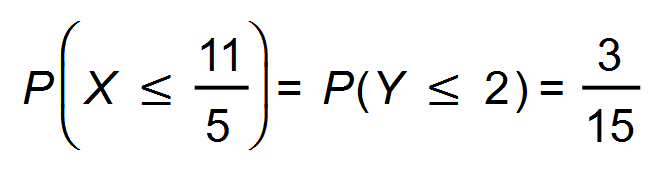 P(X ≤ 11/5) = P(Y ≤ 2) = 3/15